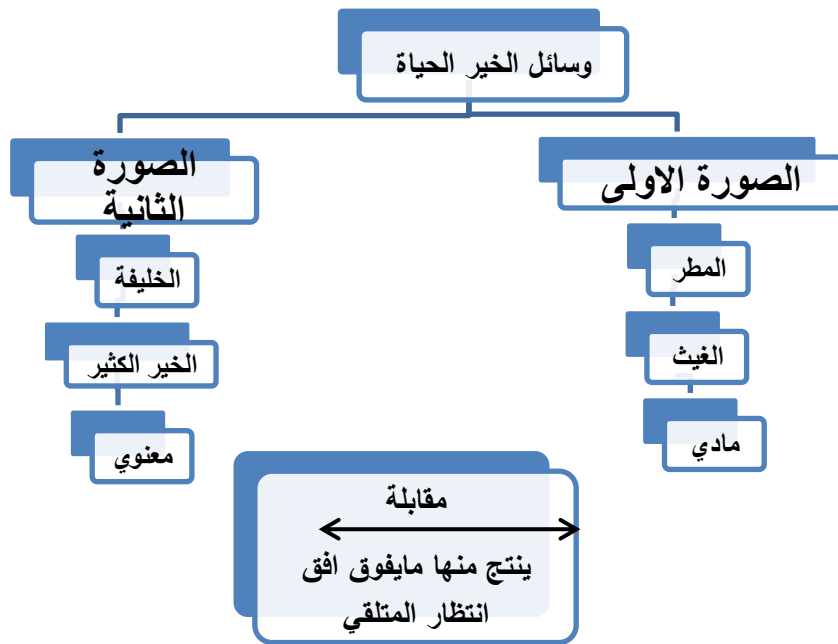 وسائل الخير الحياة
الصورة الاولى
المطر
الغيث
مادي
الصورة
الثانية
الخليفة
الخير الكثير
معنوي
مقابلة
ينتج منها مايفوق افق
انتظار المتلقي